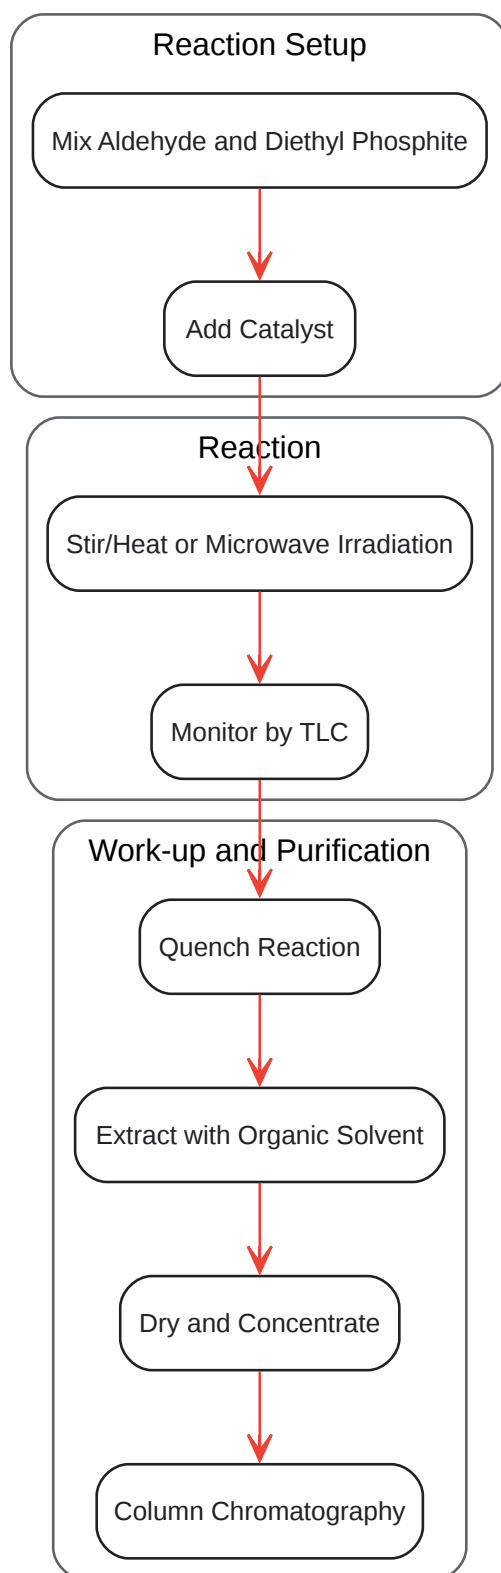 Reaction Setup
Mix Aldehyde and Diethyl Phosphite
Add Catalyst
Reaction
Stir/Heat or Microwave Irradiation
Monitor by TLC
Work-up and Purification
Quench Reaction
Extract with Organic Solvent
Dry and Concentrate
Column Chromatography